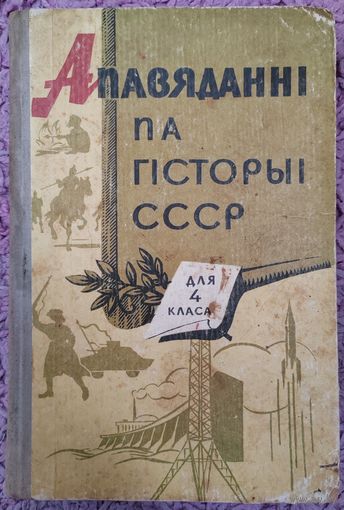 Апавяданні
па
гісторыі
СССР
для
4
класа